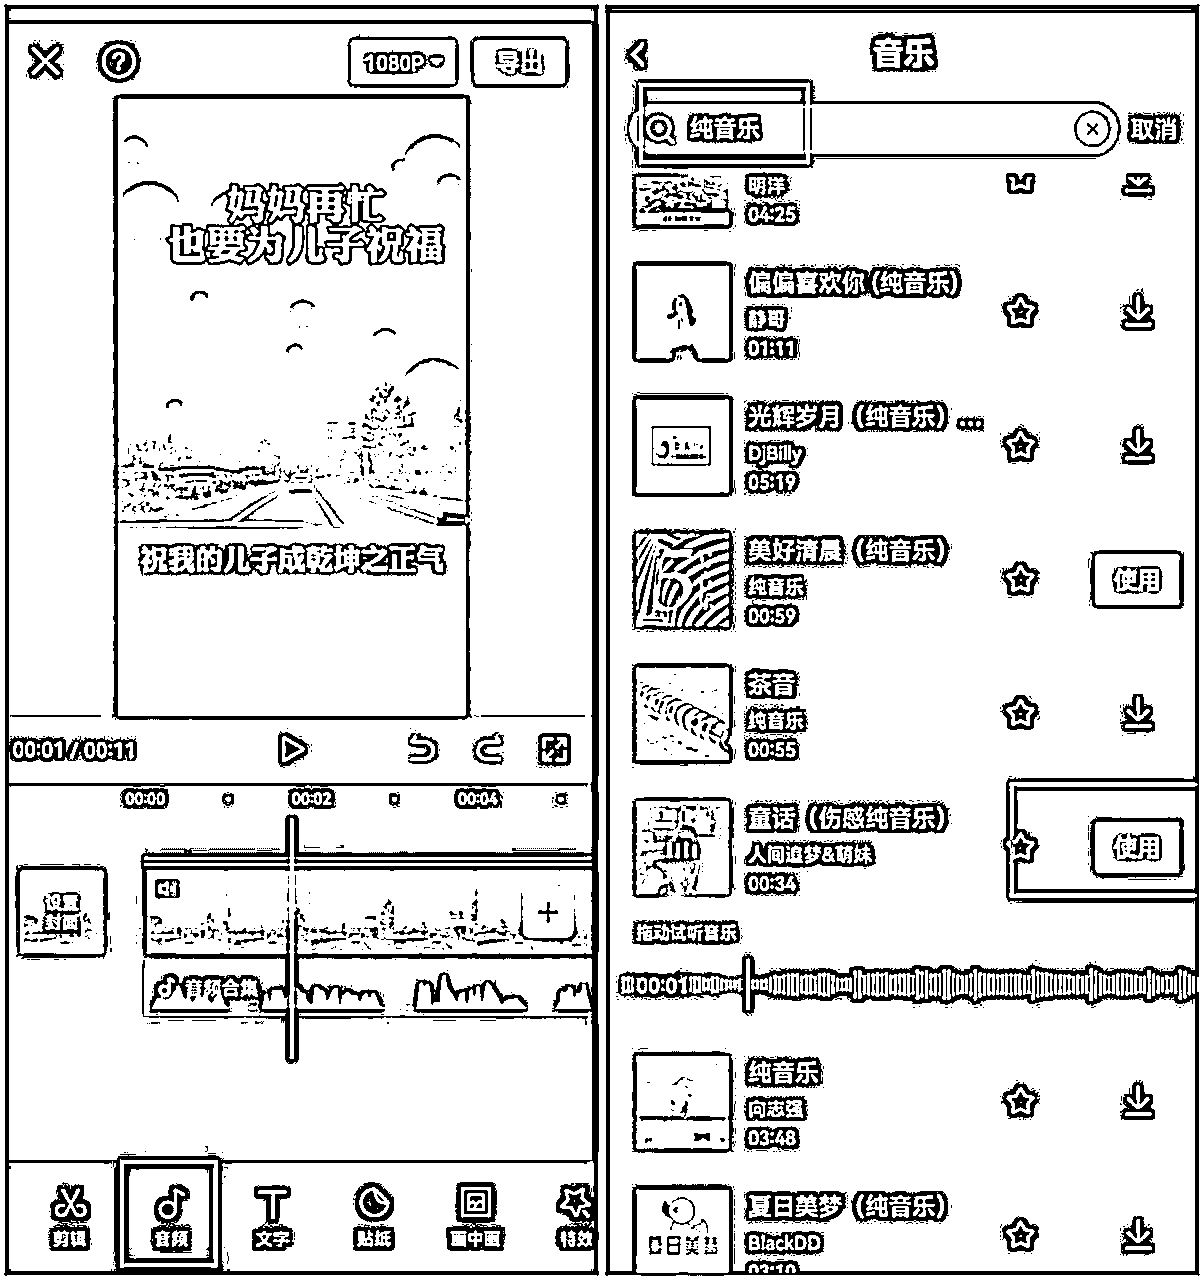 1080P
导出
妈妈再忙
也要为儿子祝福
祝我的儿子成乾坤之正气
00:01/00:11
00:00
00:02
00:04
设置
封面
音频合集
剪辑
音频
文字
贴纸
画中画
特效
音乐
纯音乐
取消
明洋
04:25
偏偏喜欢你（纯音乐）
静哥
01:11
光辉岁月（纯音乐）...
DjBilly
05:19
美好清晨（纯音乐）
纯音乐
00:59
使用
茶音
纯音乐
00:55
童话（伤感纯音乐）
人间追梦&萌妹
00:34
使用
拖动试听音乐
00:01
纯音乐
向志强
03:48
夏日美梦（纯音乐）
BlackDD
03:10